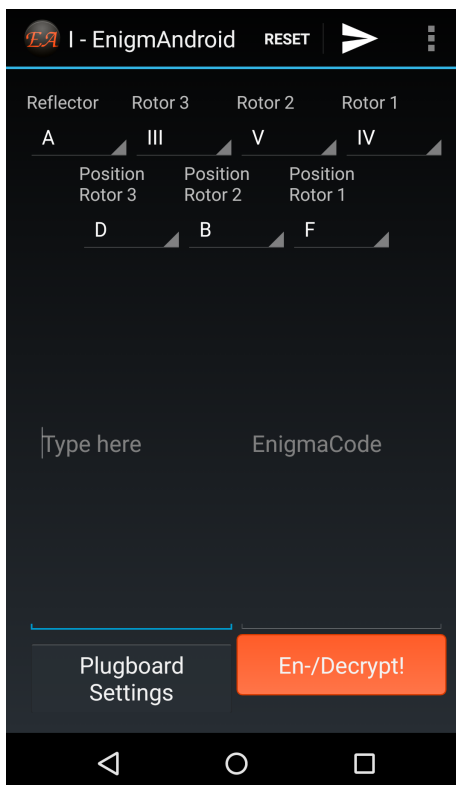 EA I - EnigmAndroid RESET
Reflector Rotor 3 Rotor 2 Rotor 1
A III V IV
Position Position Position
Rotor 3 Rotor 2 Rotor 1
D B F
Type here EnigmaCode
Plugboard En-/Decrypt!
Settings